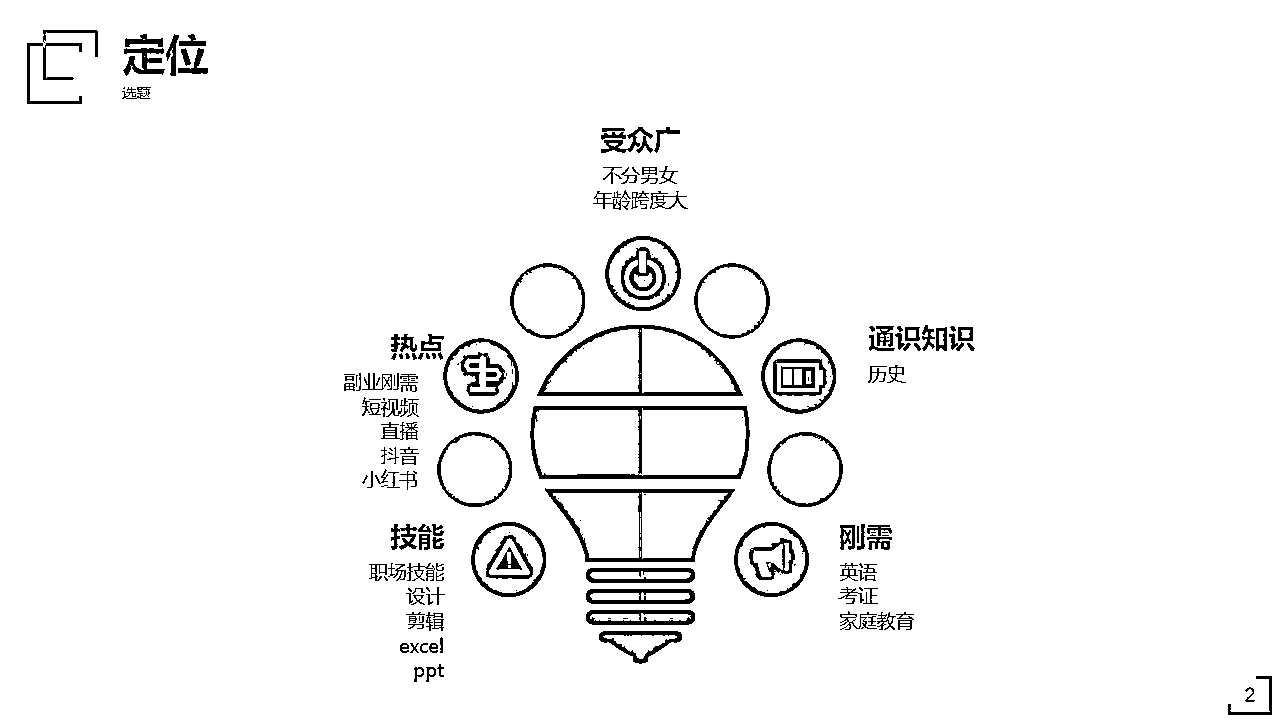 定位
选题
受众广
不分男女
年龄跨度大
热点
副业刚需
短视频
直播
抖音
小红书
通识知识
历史
技能
职场技能
设计
剪辑
excel
ppt
刚需
英语
考证
家庭教育
2